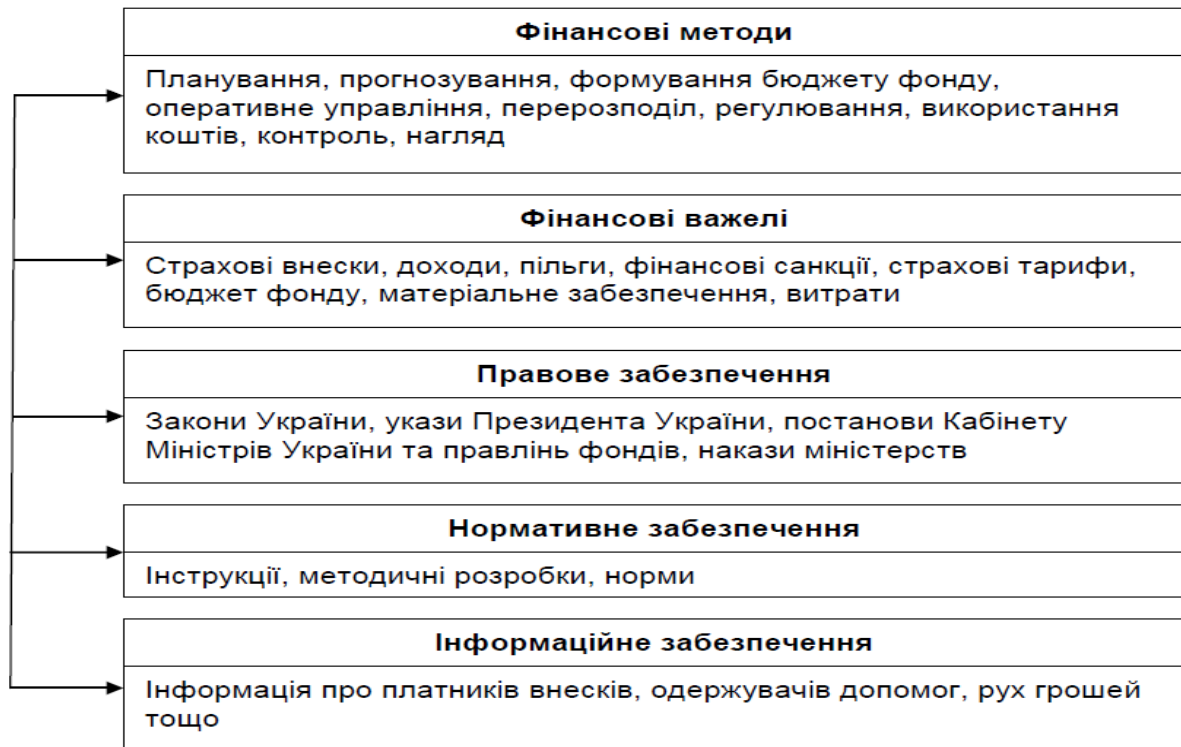 Фінансові методи
Планування, прогнозування, формування бюджету фонду,
оперативне управління, перерозподіл, регулювання, використання
коштів, контроль, нагляд
Фінансові важелі
Страхові внески, доходи, пільги, фінансові санкції, страхові тарифи,
бюджет фонду, матеріальне забезпечення, витрати
Правове забезпечення
Закони України, укази Президента України, постанови Кабінету
Міністрів України та правлінь фондів, накази міністерств
Нормативне забезпечення
Інструкції, методичні розробки, норми
Інформаційне забезпечення
Інформація про платників внесків, одержувачів допомог, рух грошей
тощо